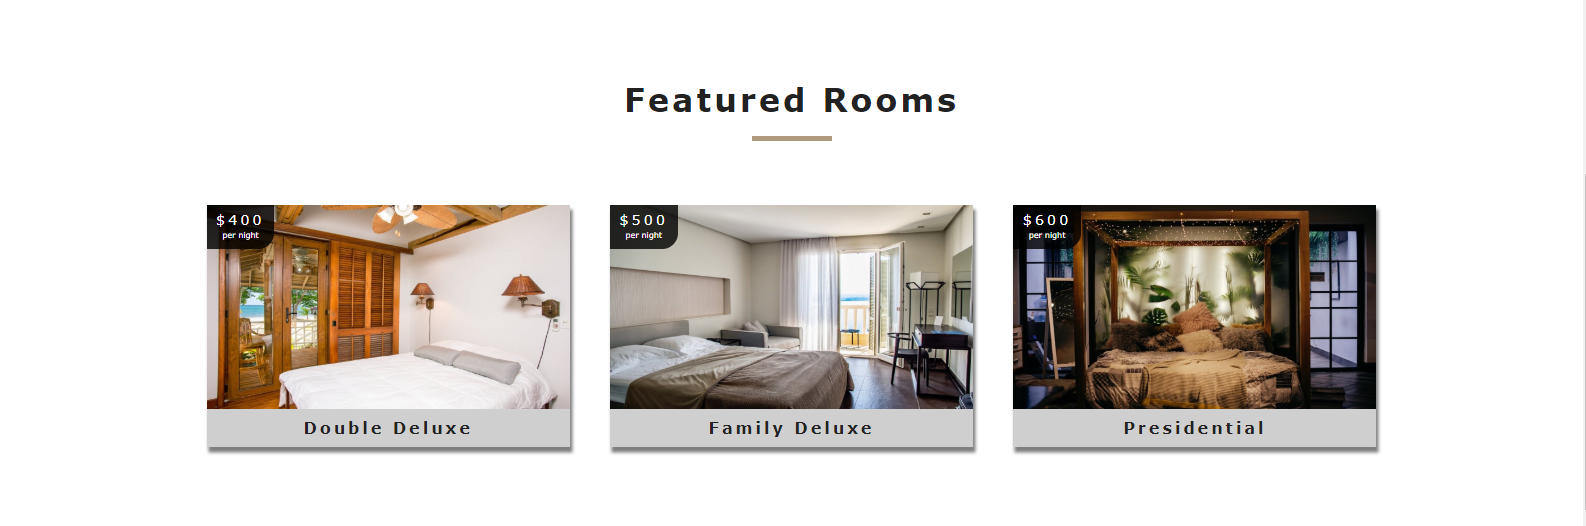 Featured Rooms
$400
per night
Double Deluxe
$500
per night
Family Deluxe
$600
per night
Presidential